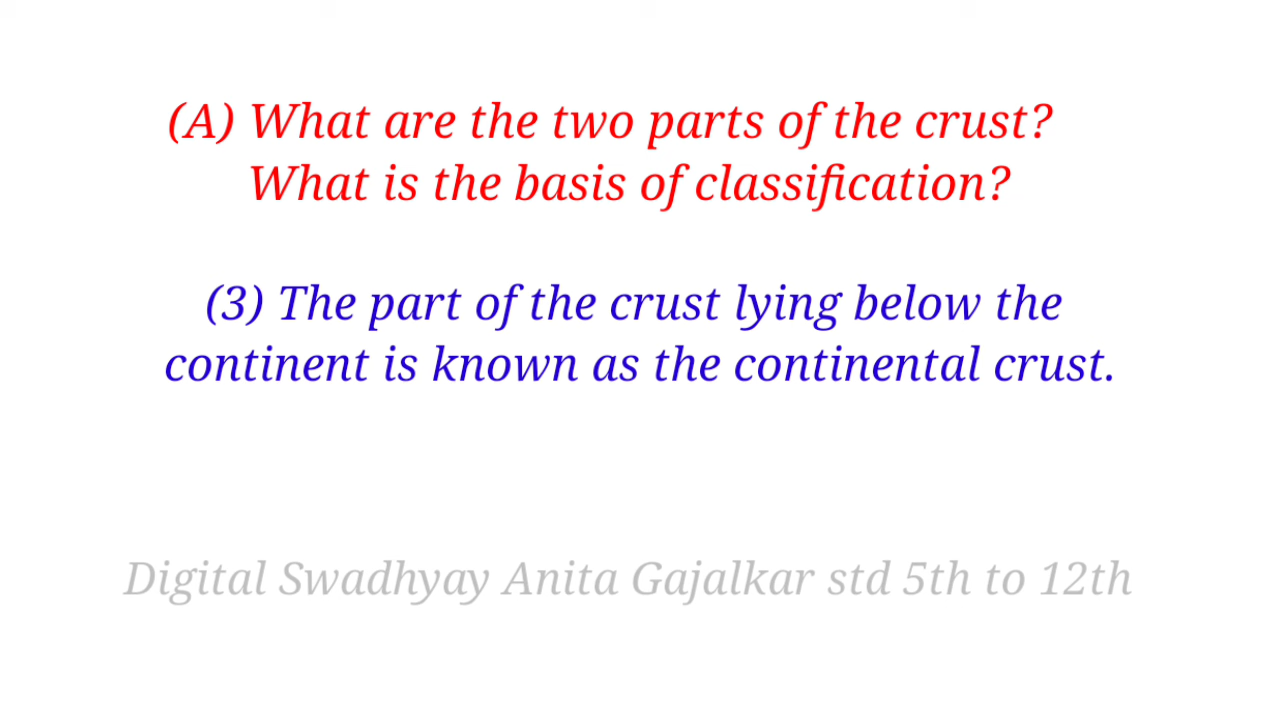 (A) What are the two parts of the crust?
What is the basis of classification?
(3) The part of the crust lying below the
continent is known as the continental crust.
Digital Swadhyay Anita Gajalkar std 5th to 12th